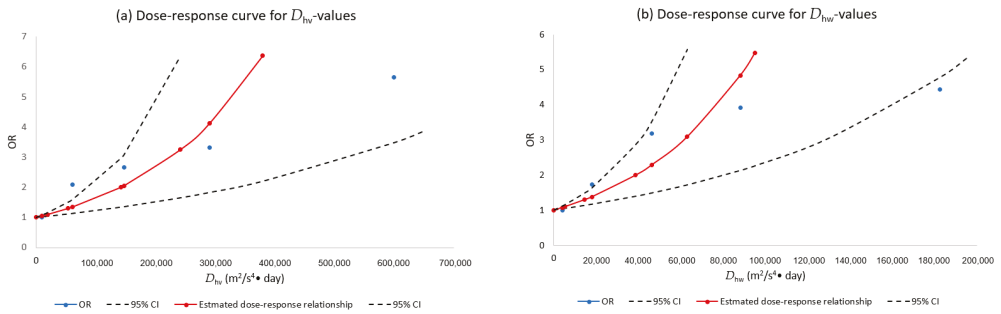 (a) Dose-response curve for Dhv-values
7
6
5
4
3
2
1
0
OR
0
100,000
200,000
300,000
400,000
500,000
600,000
700,000
Dhv (m²/s⁴• day)
OR
95% CI
Estmated dose-response relationship
95% CI
(b) Dose-response curve for Dhw-values
6
5
4
3
2
1
0
OR
0
20,000
40,000
60,000
80,000
100,000
120,000
140,000
160,000
182,000
200,000
Dhw (m²/s⁴• day)
OR
95% CI
Estmated dose-response relationship
95% CI